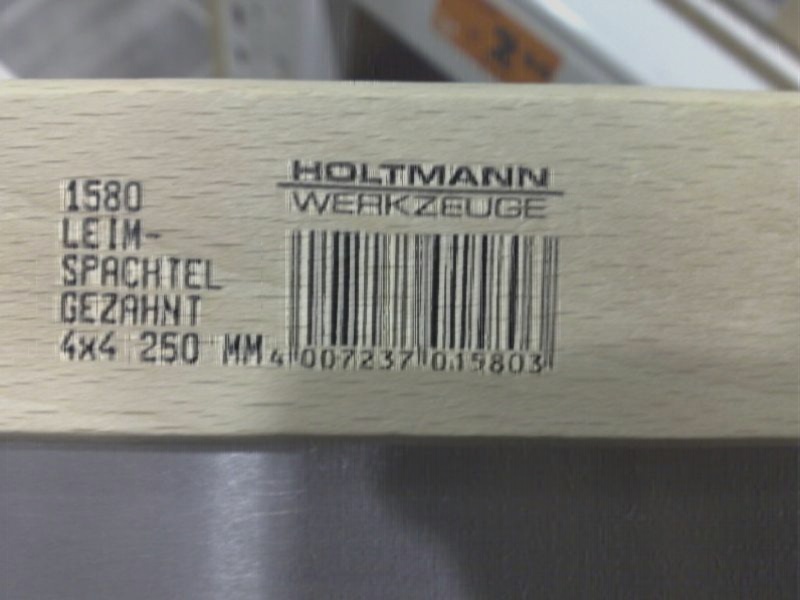 1580
LEIM-
SPACHTEL
GEZAHNT
4x4 250 MM
HOLTMANN
WERKZEUGE
4 007237 015803